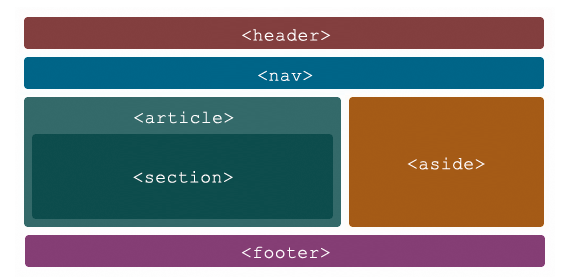 <header>
<nav>
<article>
<section>
<aside>
<footer>